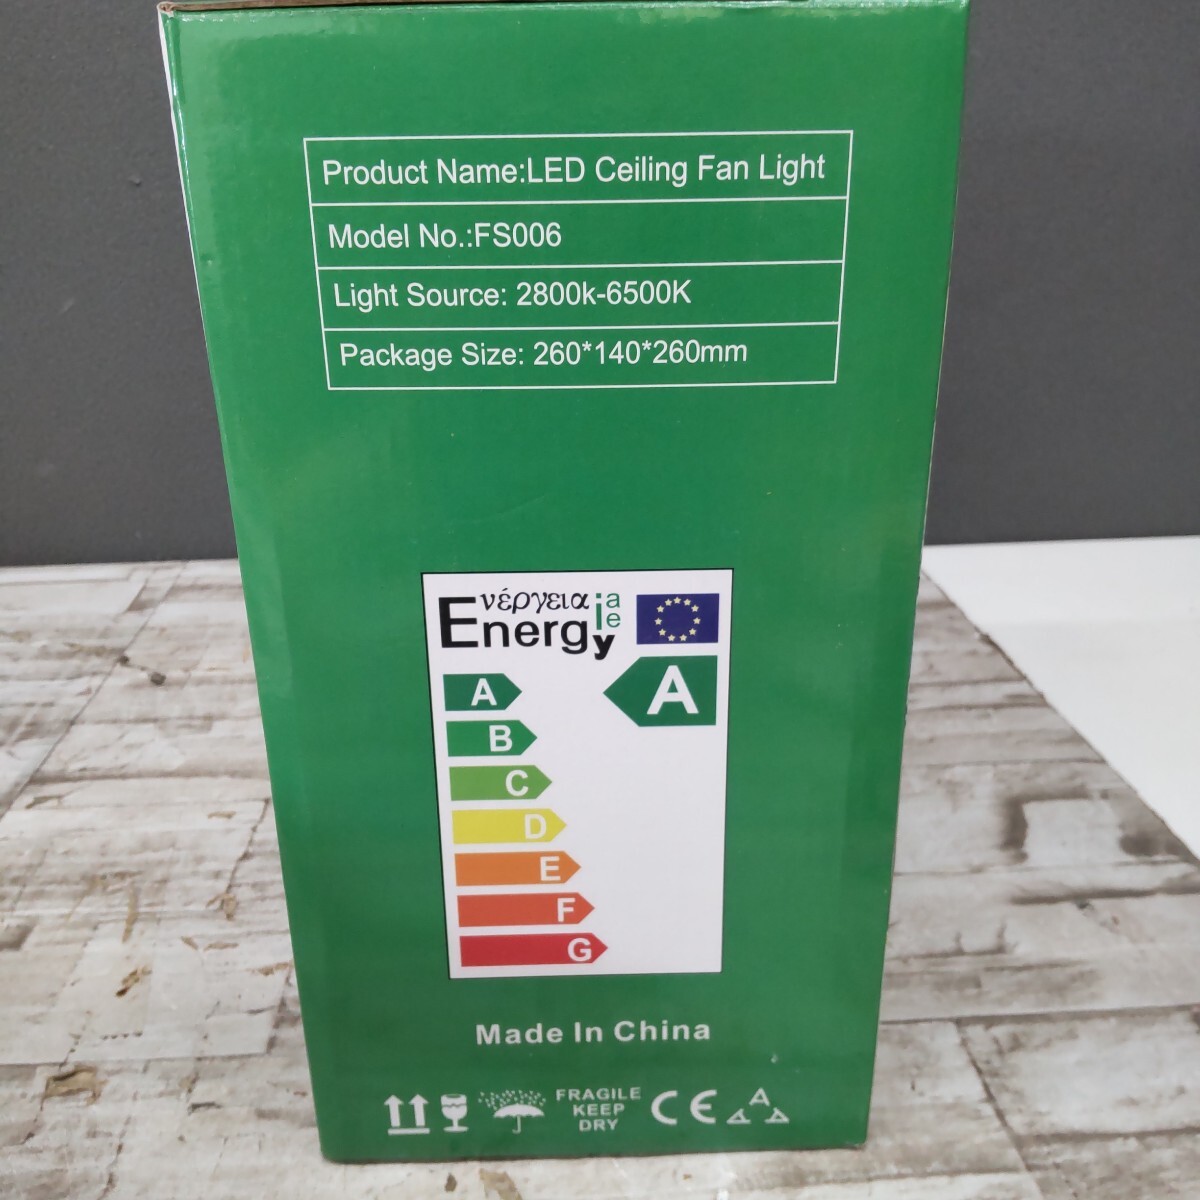 Product Name:LED Ceiling Fan Light
Model No.:FS006
Light Source: 2800k-6500K
Package Size: 260*140*260mm
Ενέργεια ia
Energy ie
A
A
B
C
D
E
F
G
Made In China
FRAGILE
KEEP
DRY
CE
A
A A